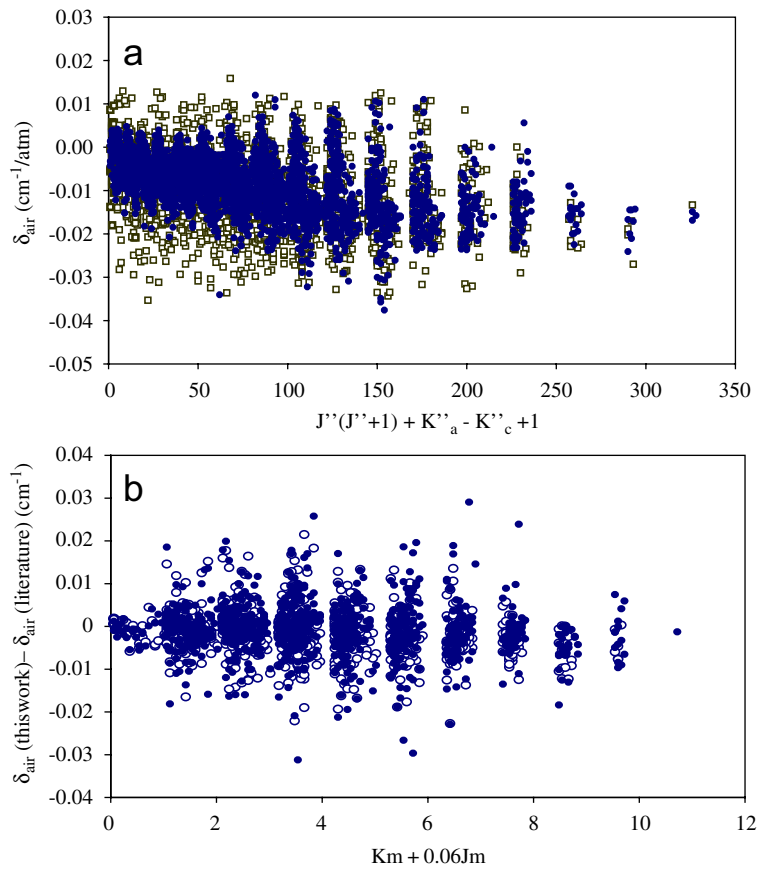 a
0.03
0.02
0.01
0.00
-0.01
-0.02
-0.03
-0.04
-0.05
δair (cm-1/atm)
0 50 100 150 200 250 300 350
J’’(J’’+1) + K’’a - K’’c +1
b
0.04
0.03
0.02
0.01
0
-0.01
-0.02
-0.03
-0.04
δair (thiswork)– δair (literature) (cm-1)
0 2 4 6 8 10 12
Km + 0.06Jm